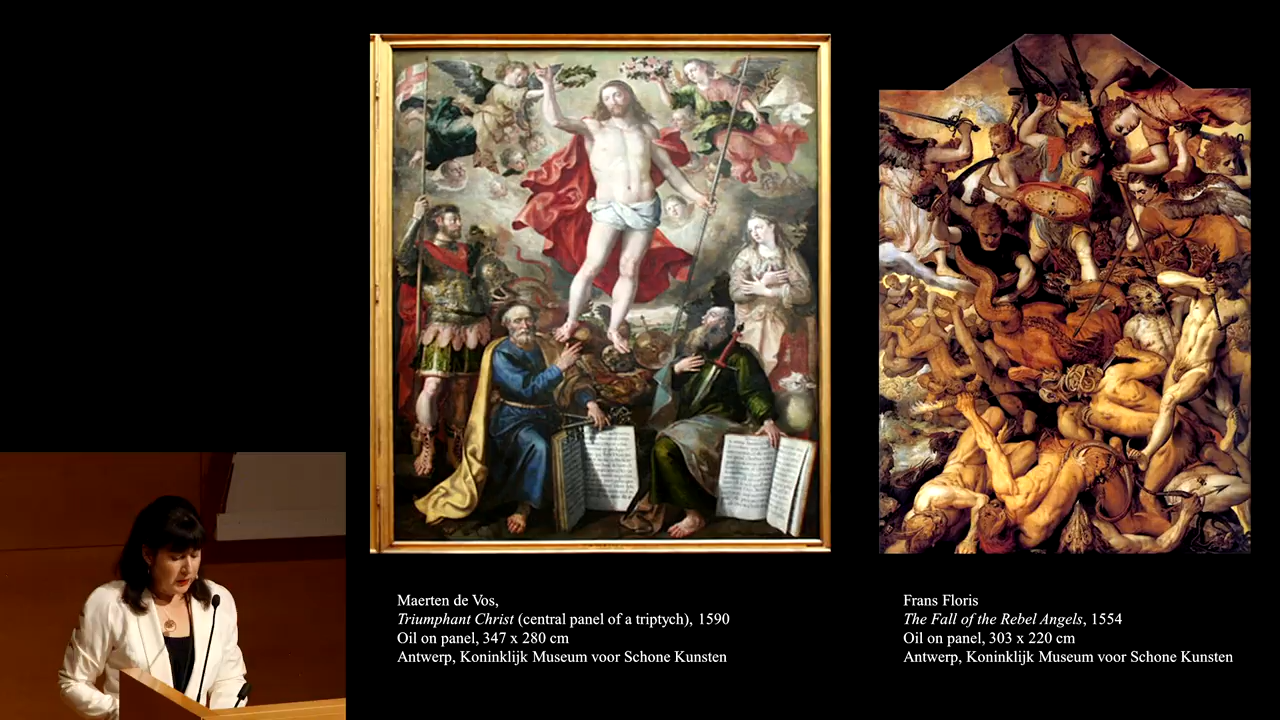 Maerten de Vos,
Triumphant Christ (central panel of a triptych), 1590
Oil on panel, 347 x 280 cm
Antwerp, Koninklijk Museum voor Schone Kunsten
Frans Floris
The Fall of the Rebel Angels, 1554
Oil on panel, 303 x 220 cm
Antwerp, Koninklijk Museum voor Schone Kunsten